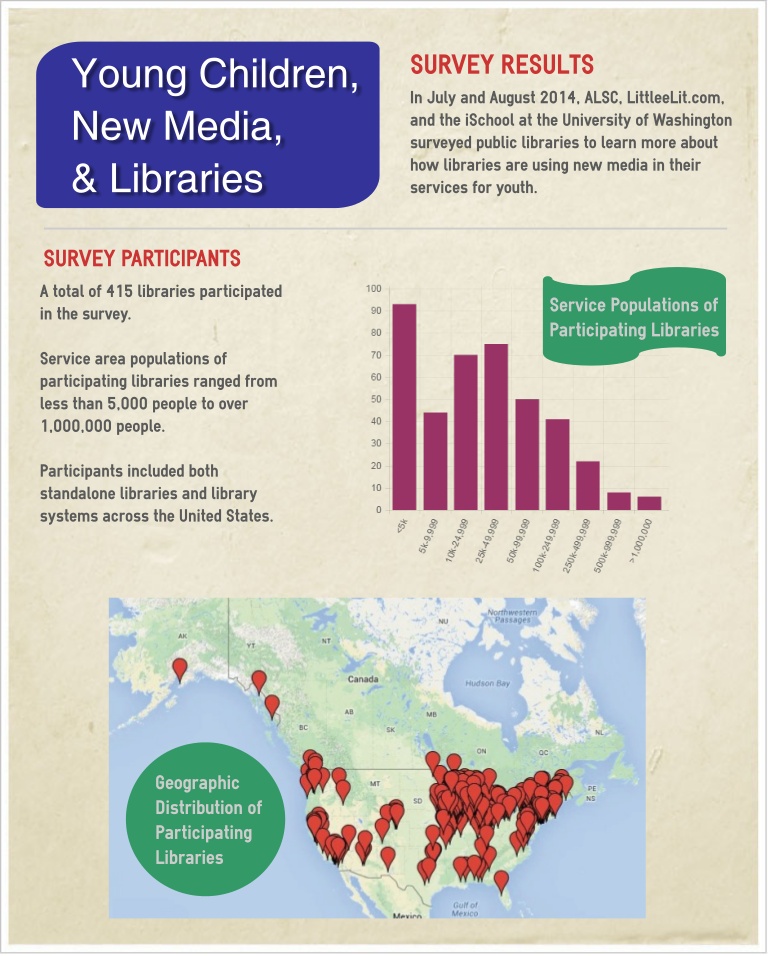 Young Children,
New Media,
& Libraries
SURVEY RESULTS
In July and August 2014, ALSC, LittleeLit.com,
and the iSchool at the University of Washington
surveyed public libraries to learn more about
how libraries are using new media in their
services for youth.
SURVEY PARTICIPANTS
A total of 415 libraries participated
in the survey.
Service area populations of
participating libraries ranged from
less than 5,000 people to over
1,000,000 people.
Participants included both
standalone libraries and library
systems across the United States.
Service Populations of
Participating Libraries
100
90
80
70
60
50
40
30
20
10
0
<5k
5k-9,999
10k-24,999
25k-49,999
50k-99,999
100k-249,999
250k-499,999
500k-999,999
>1,000,000
Northwestern
Passages
NU
AK
YT
NT
Canada
Hudson Bay
AB
MB
BC
SK
NL
ON
QC
MT
SD
PE
NS
Geographic
Distribution of
Participating
Libraries
Gulf of
Mexico
Mexico